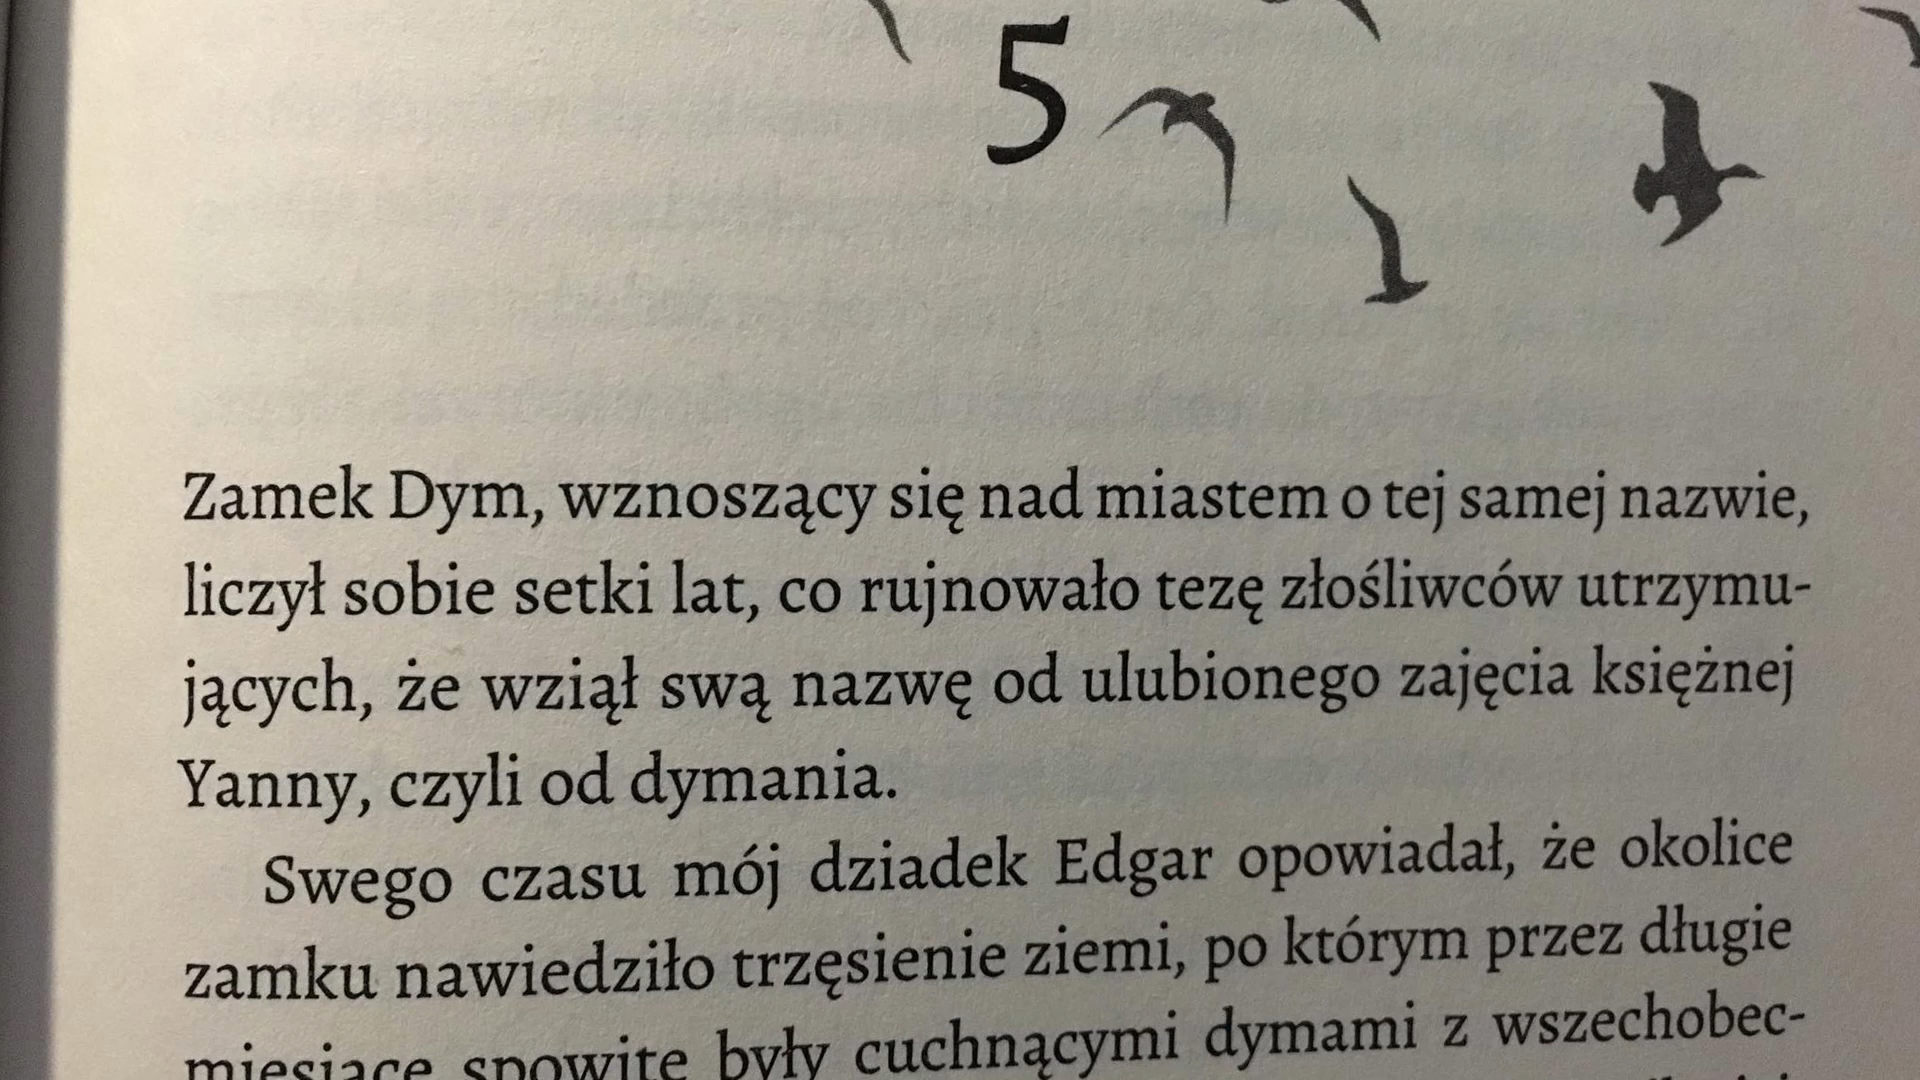 5
Zamek Dym, wznoszący się nad miastem o tej samej nazwie,
liczył sobie setki lat, co rujnowało tezę złośliwców utrzymu-
jących, że wziął swą nazwę od ulubionego zajęcia księżnej
Yanny, czyli od dymania.
Swego czasu mój dziadek Edgar opowiadał, że okolice
zamku nawiedziło trzęsienie ziemi, po którym przez długie
miesiące spowite były cuchnącymi dymami z wszechobec-